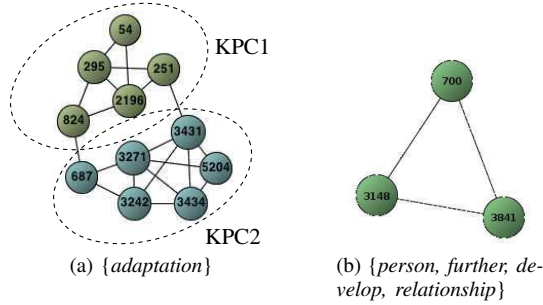 54
KPC1
295
251
2196
824
3431
3271
5204
687
3242
3434
KPC2
(a) {adaptation}
700
3148
3841
(b) {person, further, de-
velop, relationship}